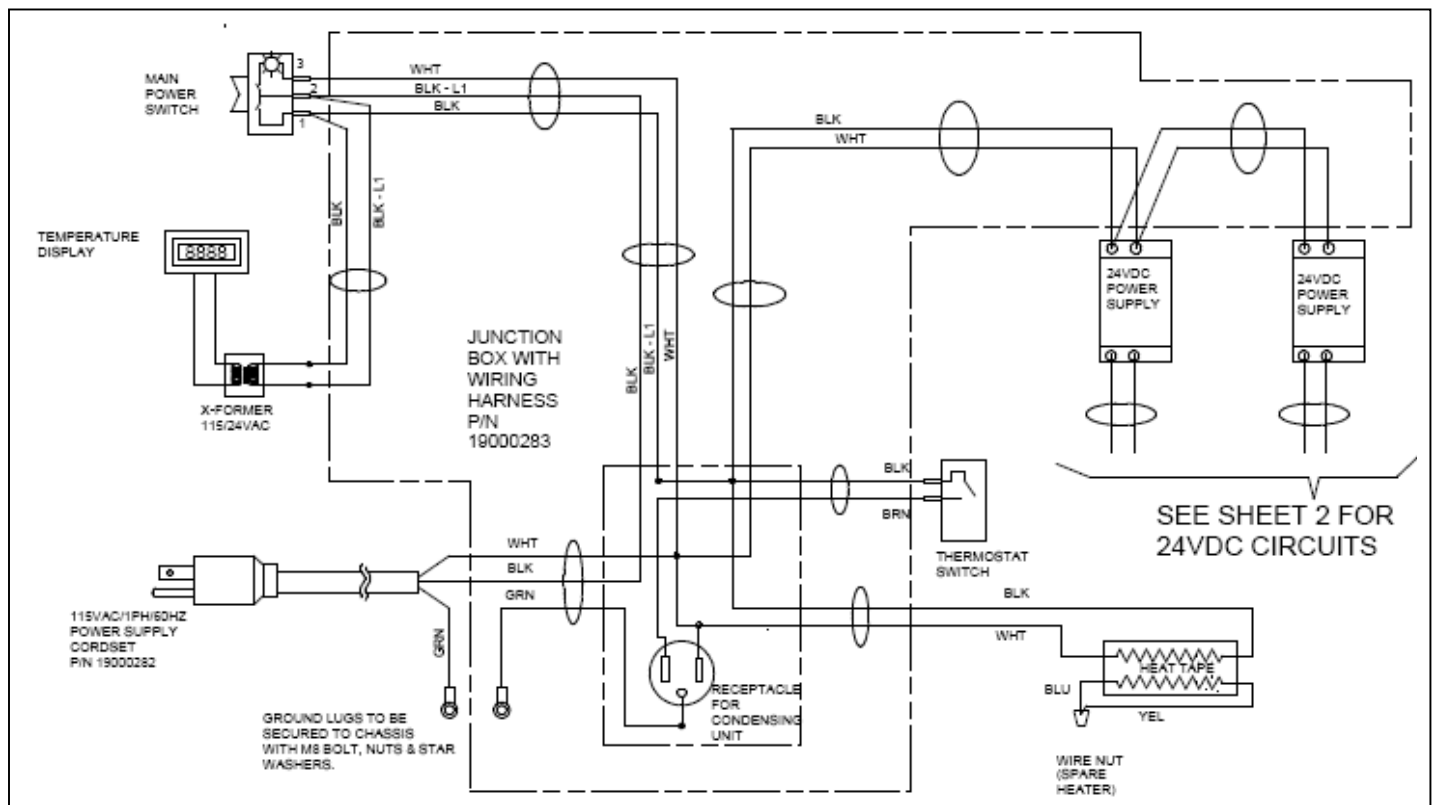 MAIN
POWER
SWITCH
3
2
1
WHT
BLK - L1
BLK
BLK
WHT
BLK
BLK - L1
TEMPERATURE
DISPLAY
8888
X-FORMER
115/24VAC
JUNCTION
BOX WITH
WIRING
HARNESS
P/N
19000283
BLK
BLK - L1
WHT
24VDC
POWER
SUPPLY
24VDC
POWER
SUPPLY
SEE SHEET 2 FOR
24VDC CIRCUITS
BLK
BRN
THERMOSTAT
SWITCH
WHT
BLK
GRN
GRN
115VAC/1PH/60HZ
POWER SUPPLY
CORDSET
P/N 19000282
GROUND LUGS TO BE
SECURED TO CHASSIS
WITH M8 BOLT, NUTS & STAR
WASHERS.
RECEPTACLE
FOR
CONDENSING
UNIT
BLK
WHT
HEAT TAPE
BLU
YEL
WIRE NUT
(SPARE
HEATER)